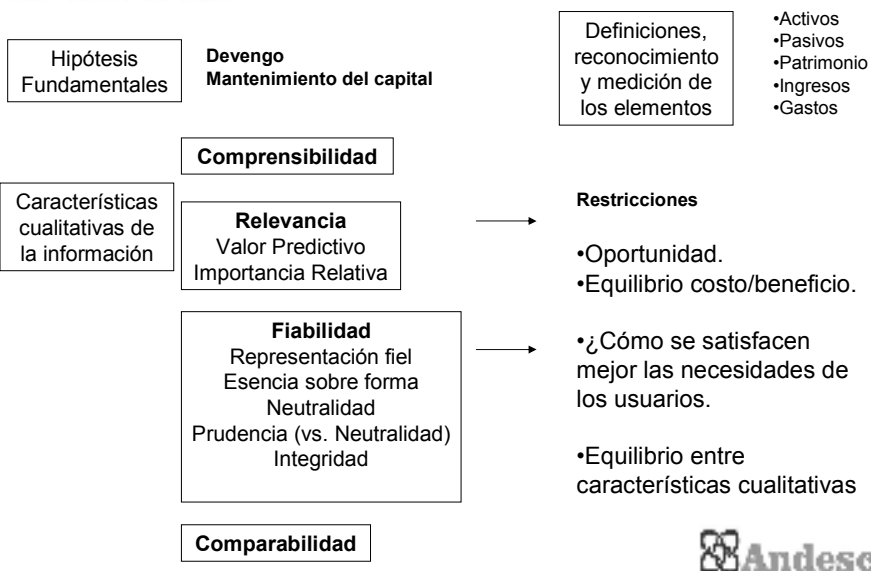 Hipótesis
Fundamentales
Devengo
Mantenimiento del capital
Definiciones,
reconocimiento
y medición de
los elementos
•Activos
•Pasivos
•Patrimonio
•Ingresos
•Gastos
Características
cualitativas de
la información
Comprensibilidad
Relevancia
Valor Predictivo
Importancia Relativa
Fiabilidad
Representación fiel
Esencia sobre forma
Neutralidad
Prudencia (vs. Neutralidad)
Integridad
Comparabilidad
Restricciones
•Oportunidad.
•Equilibrio costo/beneficio.
•¿Cómo se satisfacen
mejor las necesidades de
los usuarios.
•Equilibrio entre
características cualitativas
Andesco